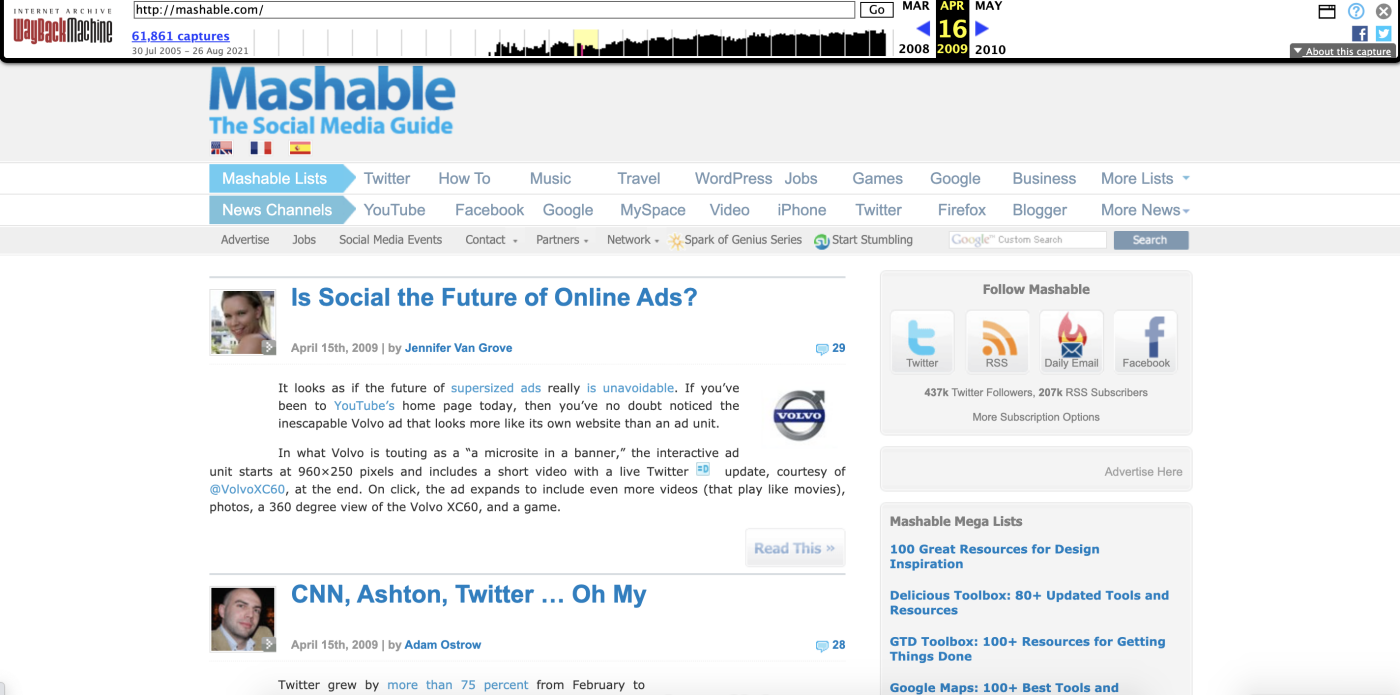 INTERNET ARCHIVE
WayBackMachine
http://mashable.com/
Go
61,861 captures
30 Jul 2005 – 26 Aug 2021
MAR APR MAY
16
2008 2009 2010
About this capture
Mashable
The Social Media Guide
Mashable Lists Twitter How To Music Travel WordPress Jobs Games Google Business More Lists
News Channels YouTube Facebook Google MySpace Video iPhone Twitter Firefox Blogger More News
Advertise Jobs Social Media Events Contact Partners Network Spark of Genius Series Start Stumbling Google™ Custom Search Search
Is Social the Future of Online Ads?
April 15th, 2009 | by Jennifer Van Grove 29
It looks as if the future of supersized ads really is unavoidable. If you’ve
been to YouTube’s home page today, then you’ve no doubt noticed the
inescapable Volvo ad that looks more like its own website than an ad unit.
VOLVO
In what Volvo is touting as a “a microsite in a banner,” the interactive ad
unit starts at 960×250 pixels and includes a short video with a live Twitter update, courtesy of
@VolvoXC60, at the end. On click, the ad expands to include even more videos (that play like movies),
photos, a 360 degree view of the Volvo XC60, and a game.
Read This »
CNN, Ashton, Twitter … Oh My
April 15th, 2009 | by Adam Ostrow 28
Twitter grew by more than 75 percent from February to
Follow Mashable
Twitter RSS Daily Email Facebook
437k Twitter Followers, 207k RSS Subscribers
More Subscription Options
Advertise Here
Mashable Mega Lists
100 Great Resources for Design
Inspiration
Delicious Toolbox: 80+ Updated Tools and
Resources
GTD Toolbox: 100+ Resources for Getting
Things Done
Google Maps: 100+ Best Tools and